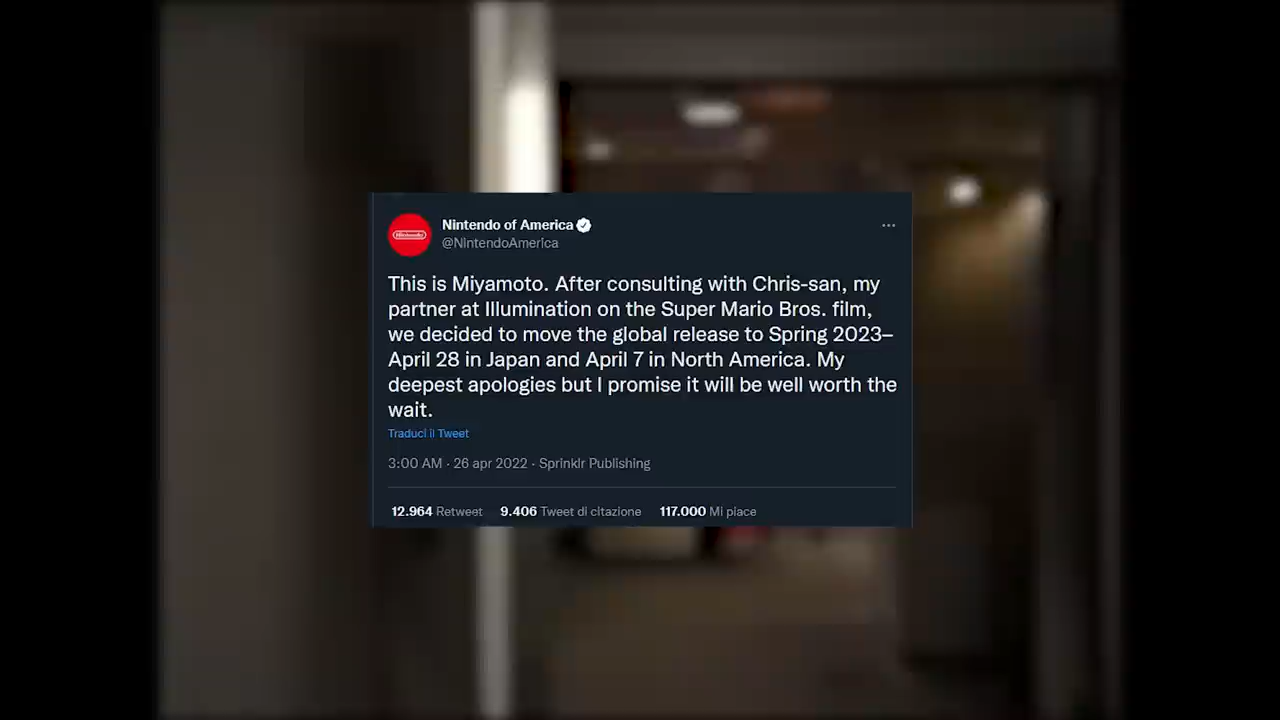 Nintendo of America
@NintendoAmerica
This is Miyamoto. After consulting with Chris-san, my
partner at Illumination on the Super Mario Bros. film,
we decided to move the global release to Spring 2023–
April 28 in Japan and April 7 in North America. My
deepest apologies but I promise it will be well worth the
wait.
Traduci il Tweet
3:00 AM · 26 apr 2022 · Sprinklr Publishing
12.964 Retweet 9.406 Tweet di citazione 117.000 Mi piace